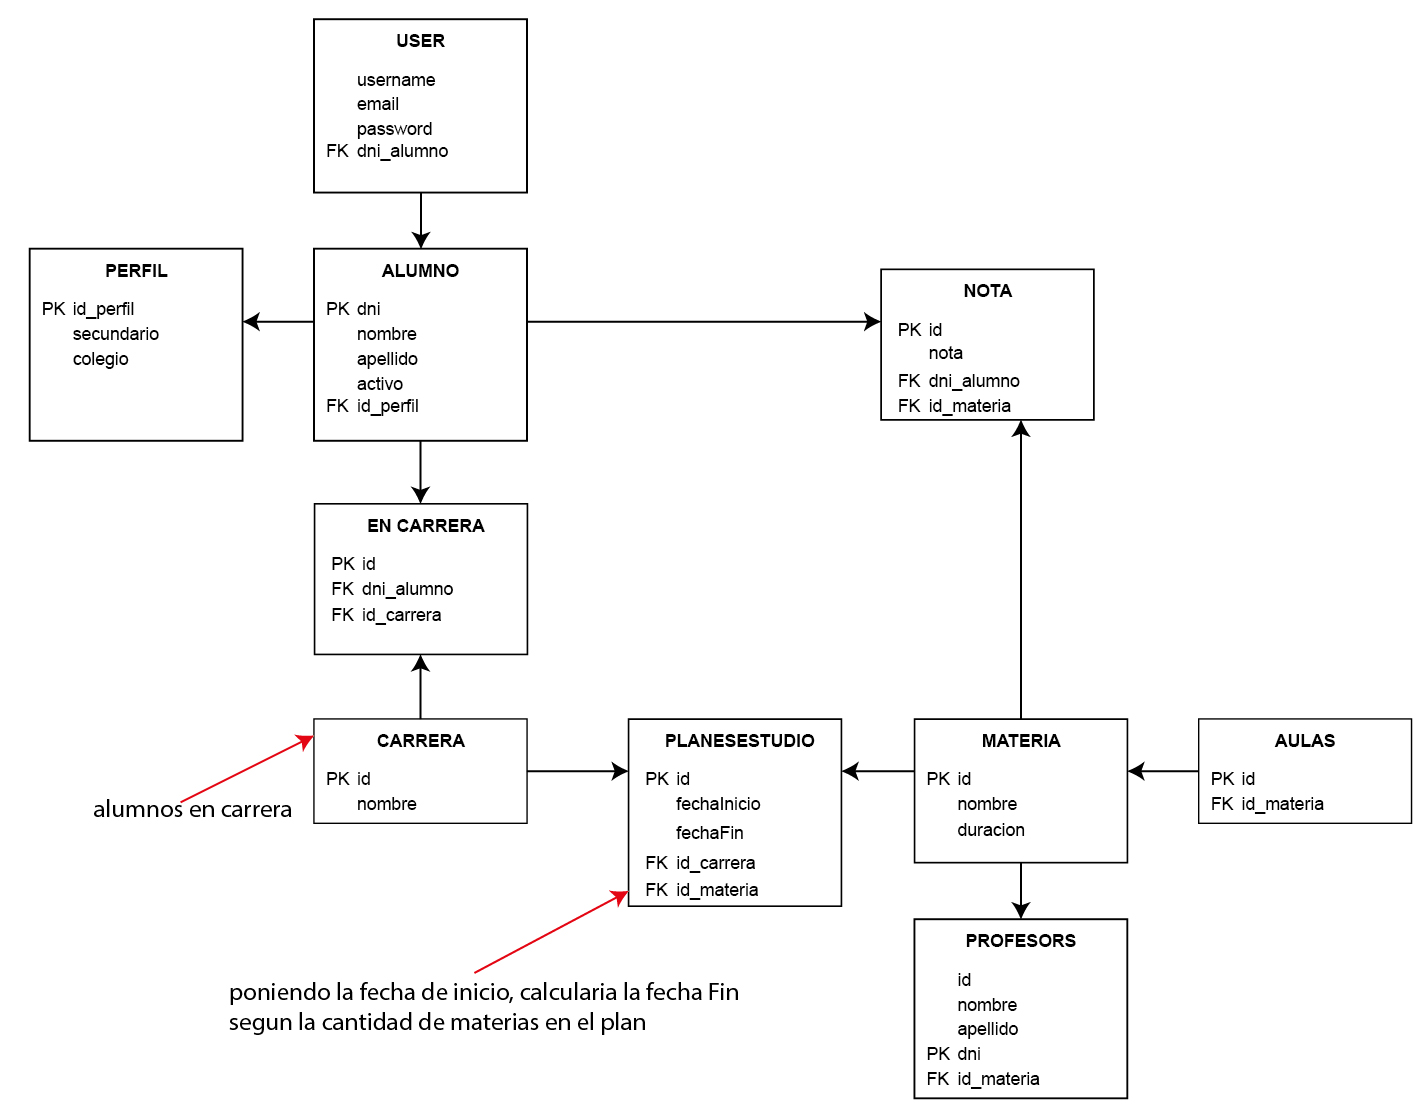 USER
username
email
password
FK dni_alumno
PERFIL
PK id_perfil
secundario
colegio
ALUMNO
PK dni
nombre
apellido
activo
FK id_perfil
NOTA
PK id
nota
FK dni_alumno
FK id_materia
EN CARRERA
PK id
FK dni_alumno
FK id_carrera
alumnos en carrera
CARRERA
PK id
nombre
PLANESESTUDIO
PK id
fechaInicio
fechaFin
FK id_carrera
FK id_materia
MATERIA
PK id
nombre
duracion
AULAS
PK id
FK id_materia
poniendo la fecha de inicio, calcularia la fecha Fin
segun la cantidad de materias en el plan
PROFESORS
id
nombre
apellido
PK dni
FK id_materia